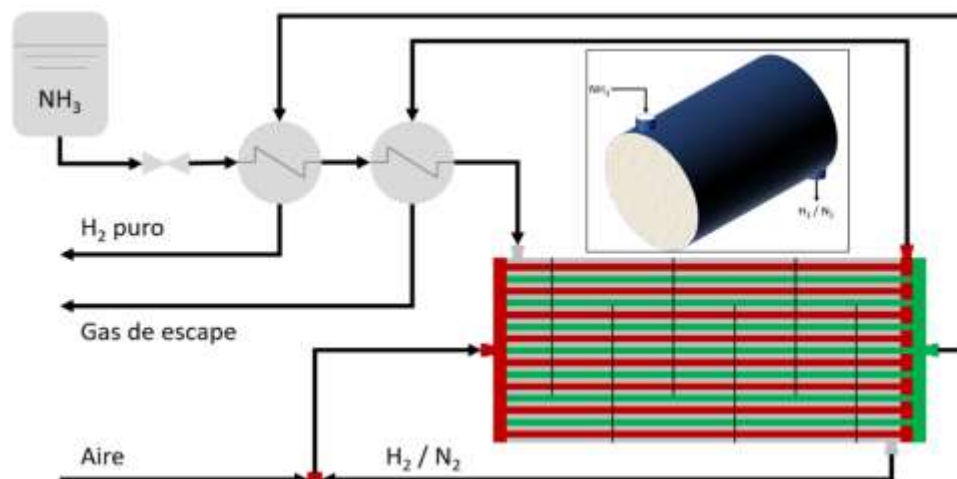 NH₃
NH₃
H₂ / N₂
H₂ puro
Gas de escape
Aire
H₂ / N₂